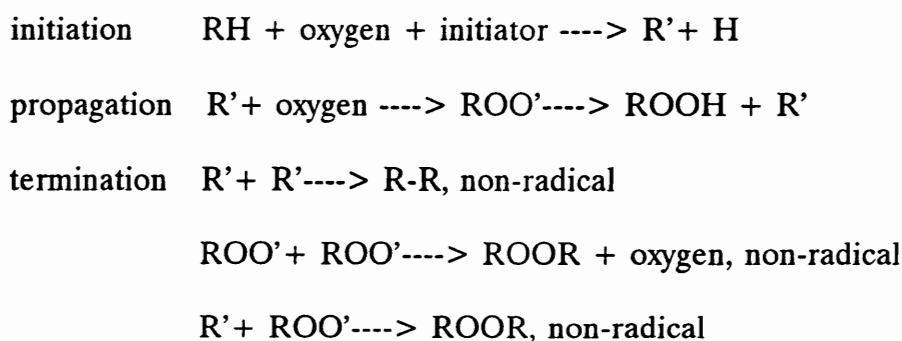 initiation RH + oxygen + initiator ----> R'+ H
propagation R'+ oxygen ----> ROO'----> ROOH + R'
termination R'+ R'----> R-R, non-radical
ROO'+ ROO'----> ROOR + oxygen, non-radical
R'+ ROO'----> ROOR, non-radical